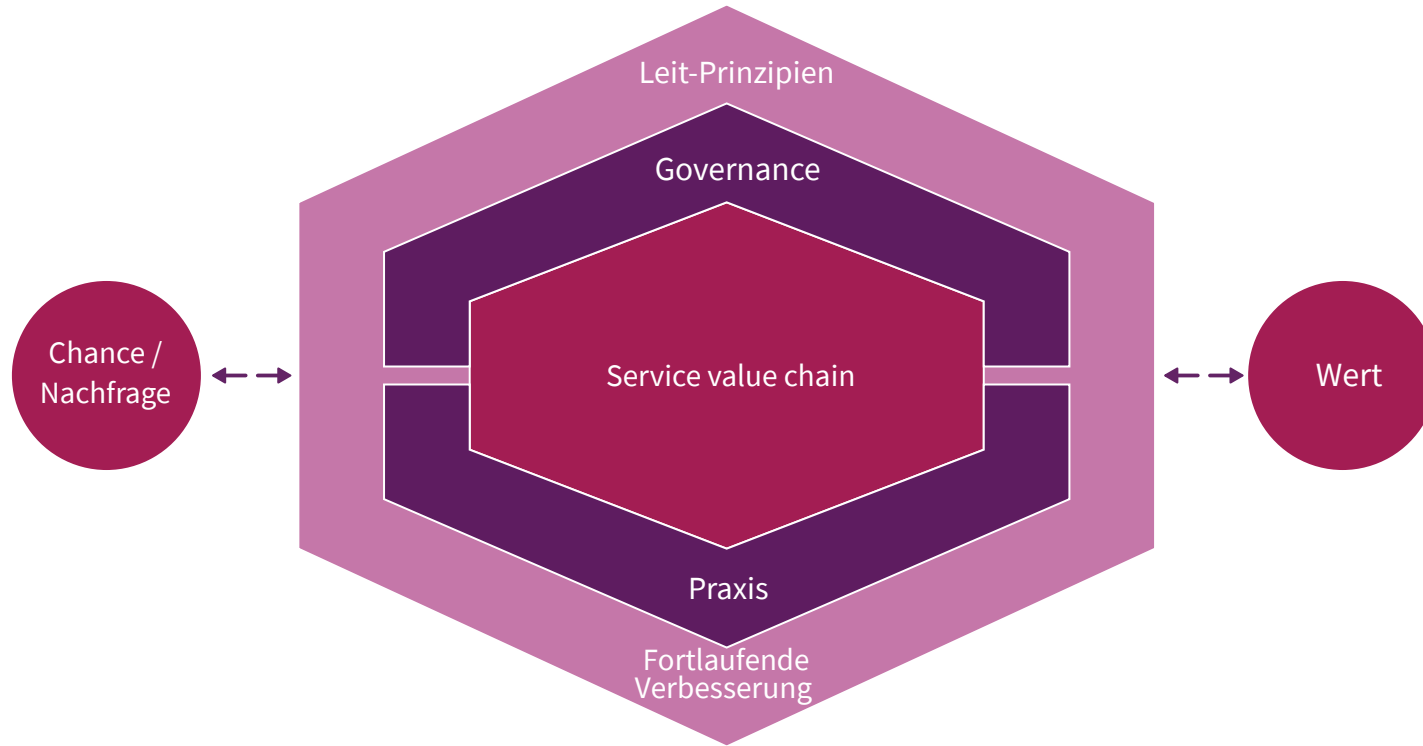 Leit-Prinzipien
Governance
Chance /
Nachfrage
Service value chain
Wert
Praxis
Fortlaufende
Verbesserung